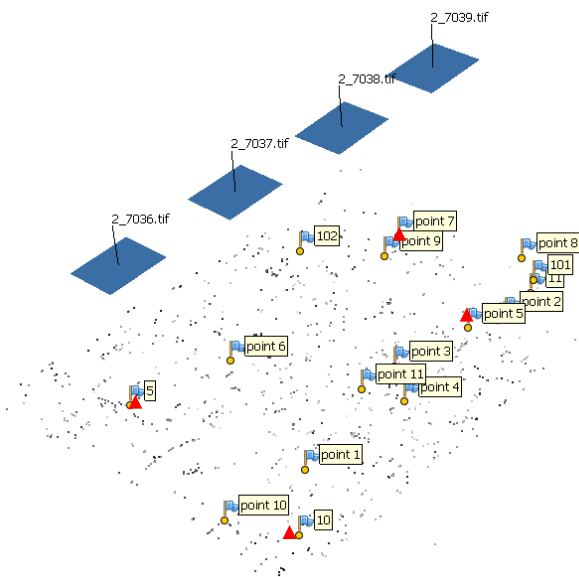 2_7039.tif
2_7038.tif
2_7037.tif
2_7036.tif
point 7
102
point 9
point 8
101
11
point 2
point 5
point 6
point 3
point 11
point 4
5
point 1
point 10
10